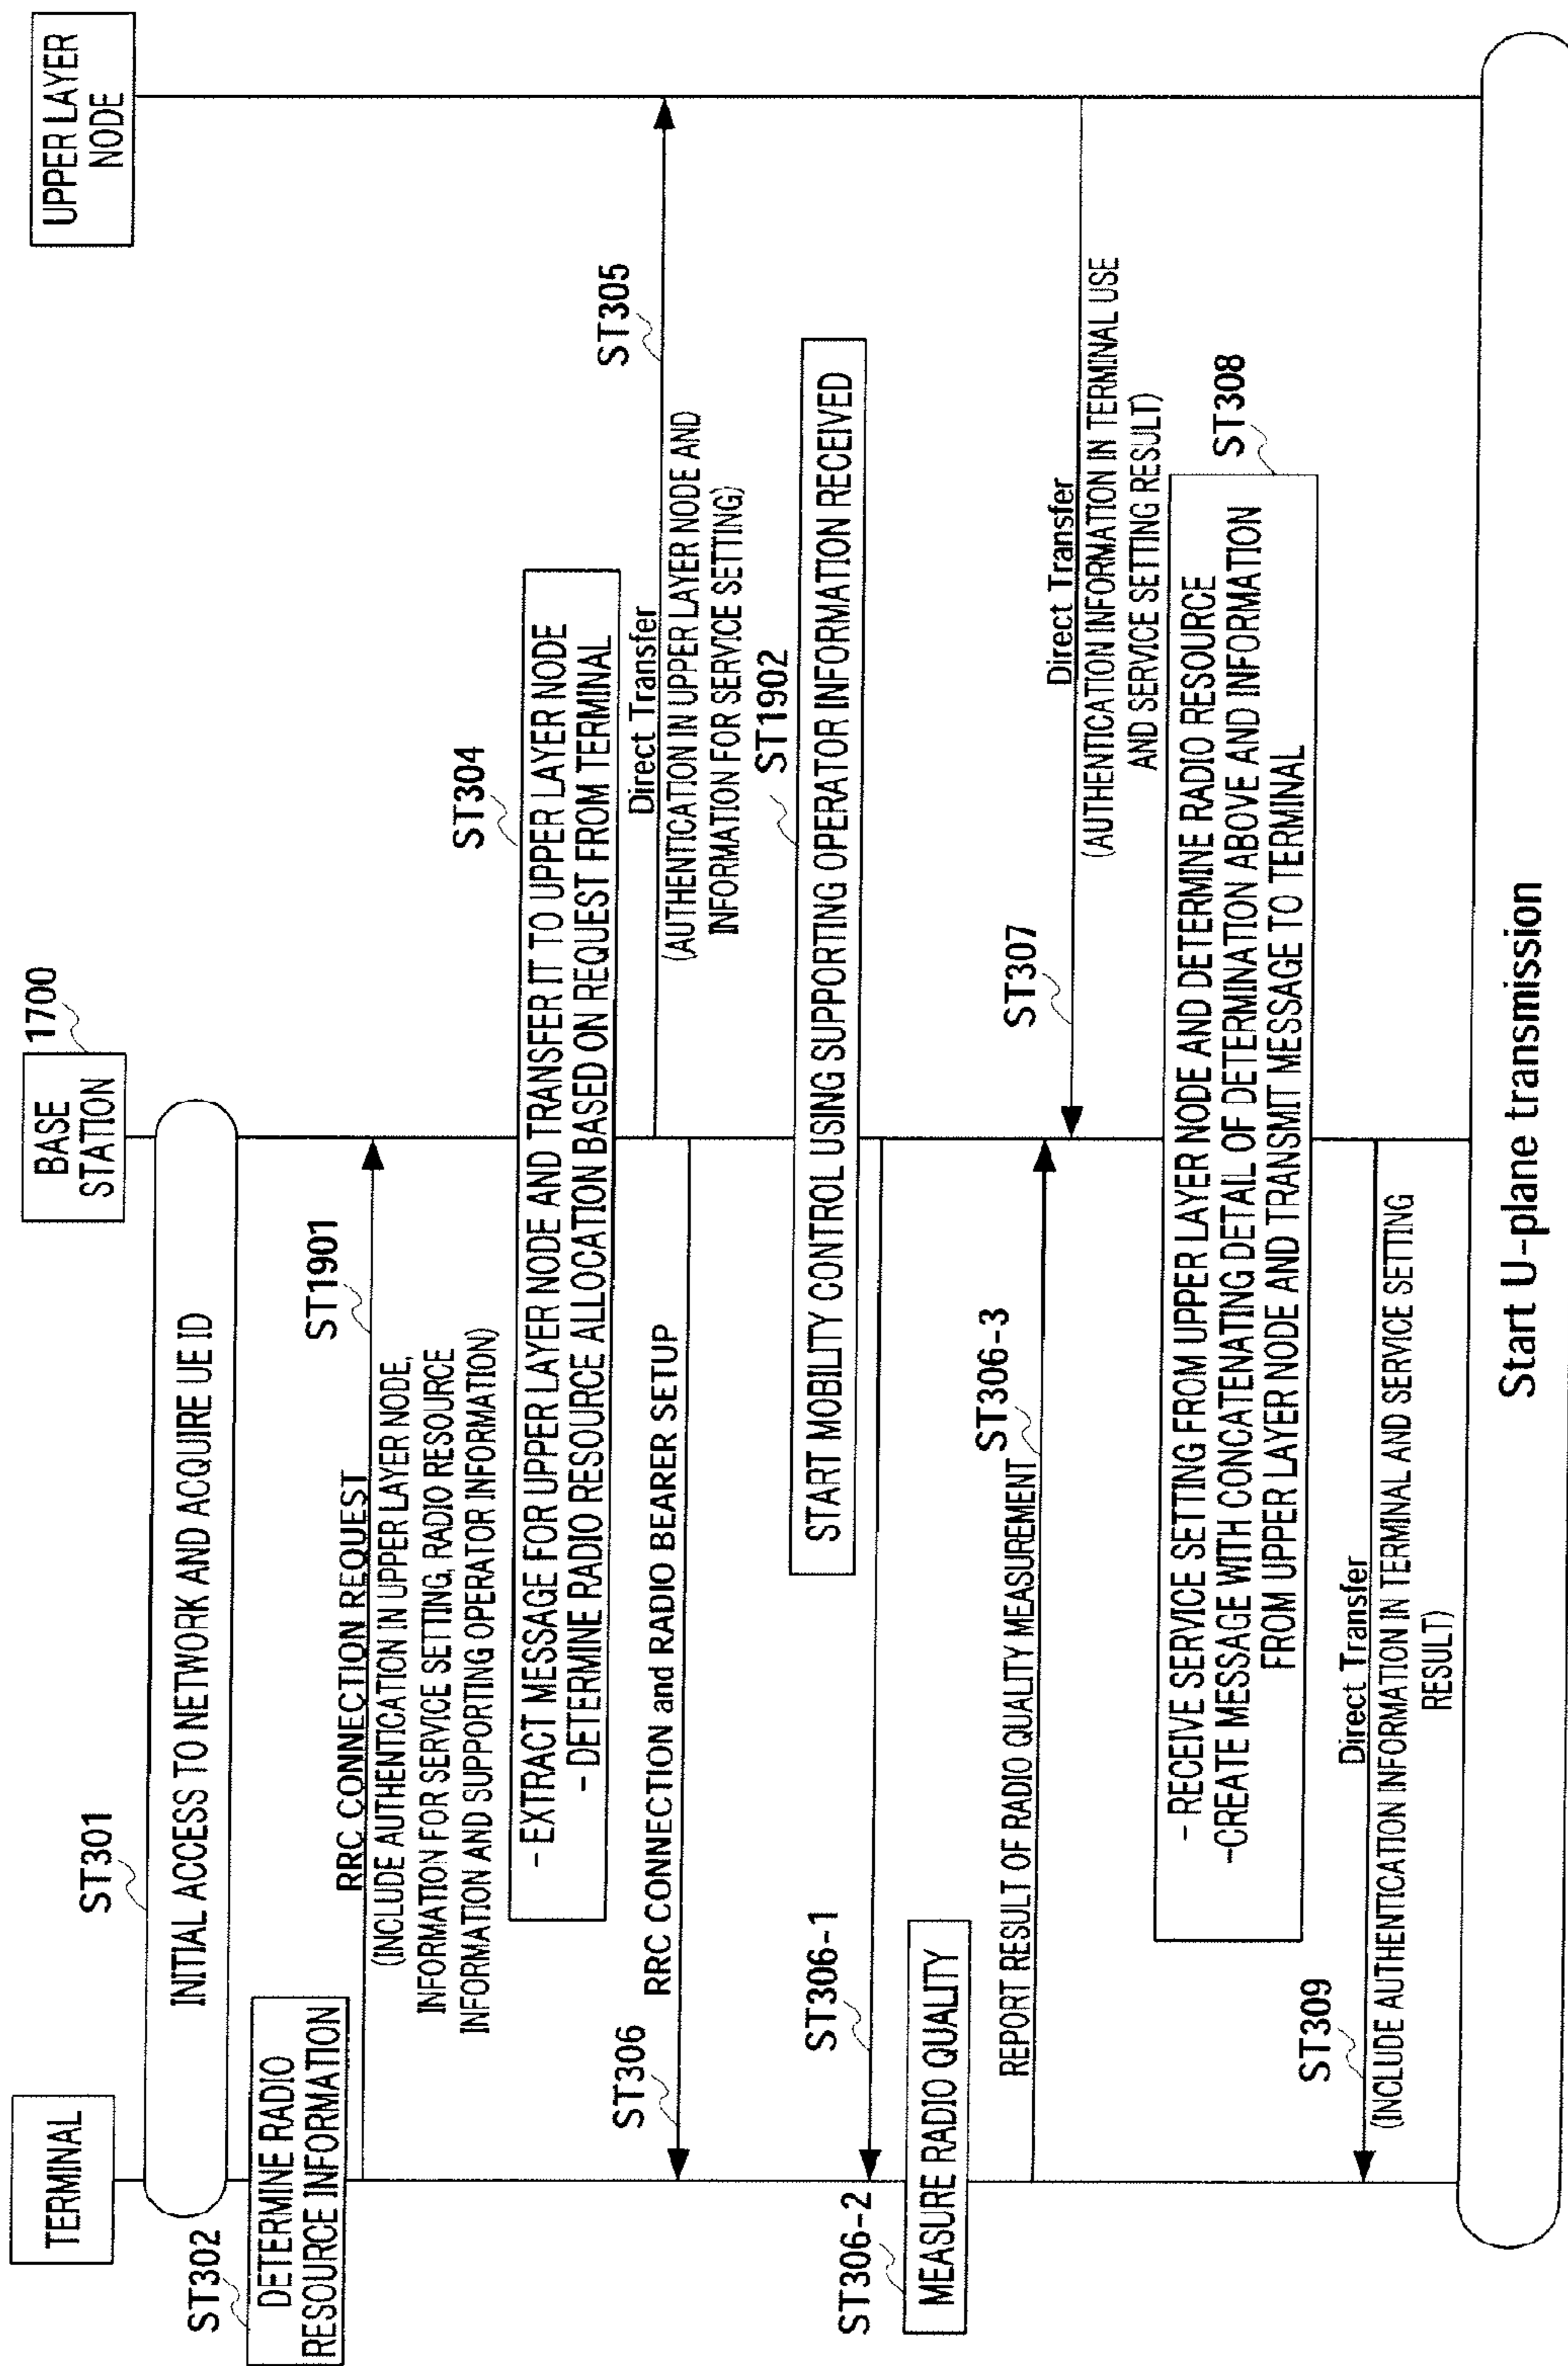 TERMINAL
BASE
STATION
1700
UPPER LAYER
NODE
ST301
INITIAL ACCESS TO NETWORK AND ACQUIRE UE ID
ST302
DETERMINE RADIO
RESOURCE INFORMATION
RRC CONNECTION REQUEST
ST1901
(INCLUDE AUTHENTICATION IN UPPER LAYER NODE,
INFORMATION FOR SERVICE SETTING, RADIO RESOURCE
INFORMATION AND SUPPORTING OPERATOR INFORMATION)
ST304
- EXTRACT MESSAGE FOR UPPER LAYER NODE AND TRANSFER IT TO UPPER LAYER NODE
- DETERMINE RADIO RESOURCE ALLOCATION BASED ON REQUEST FROM TERMINAL
Direct Transfer
ST305
(AUTHENTICATION IN UPPER LAYER NODE AND
INFORMATION FOR SERVICE SETTING)
ST306
RRC CONNECTION and RADIO BEARER SETUP
ST1902
START MOBILITY CONTROL USING SUPPORTING OPERATOR INFORMATION RECEIVED
ST306-1
ST306-2
MEASURE RADIO QUALITY
REPORT RESULT OF RADIO QUALITY MEASUREMENT
ST306-3
ST307
Direct Transfer
(AUTHENTICATION INFORMATION IN TERMINAL USE
AND SERVICE SETTING RESULT)
ST308
- RECEIVE SERVICE SETTING FROM UPPER LAYER NODE AND DETERMINE RADIO RESOURCE
-CREATE MESSAGE WITH CONCATENATING DETAIL OF DETERMINATION ABOVE AND INFORMATION
FROM UPPER LAYER NODE AND TRANSMIT MESSAGE TO TERMINAL
ST309
Direct Transfer
(INCLUDE AUTHENTICATION INFORMATION IN TERMINAL AND SERVICE SETTING
RESULT)
Start U-plane transmission